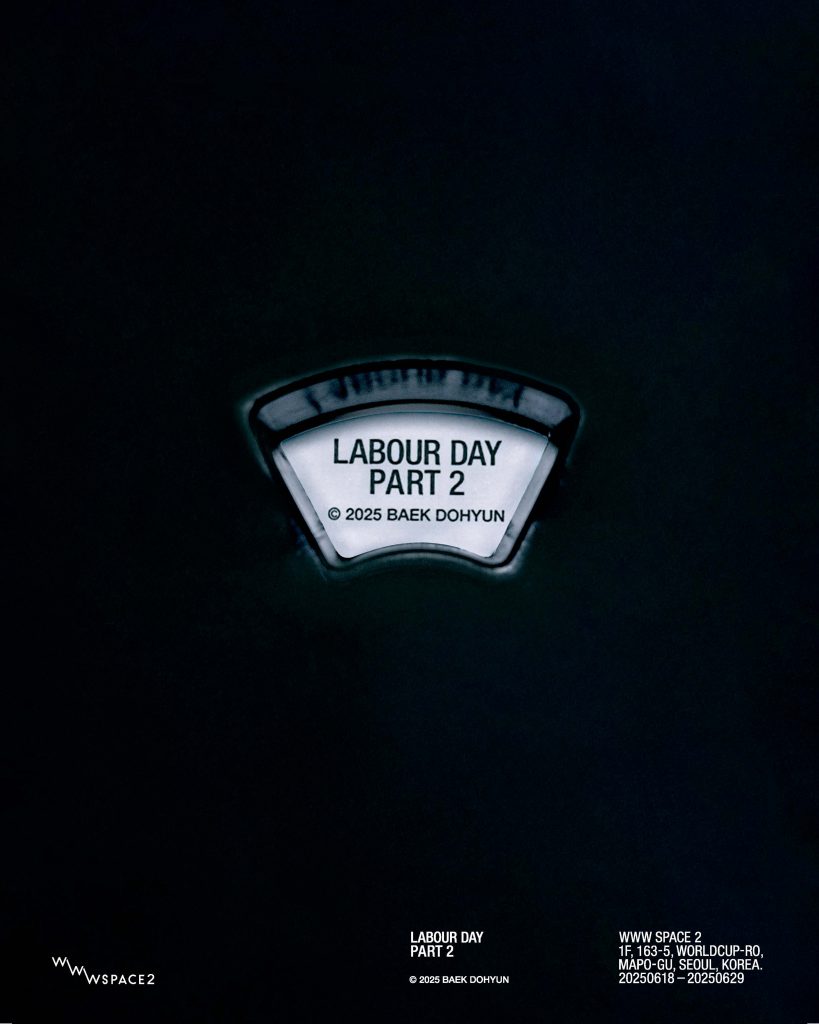 LABOUR DAY
PART 2
© 2025 BAEK DOHYUN
WWWWSPACE2
LABOUR DAY
PART 2
© 2025 BAEK DOHYUN
WWW SPACE 2
1F, 163-5, WORLDCUP-RO,
MAPO-GU, SEOUL, KOREA.
20250618 – 20250629